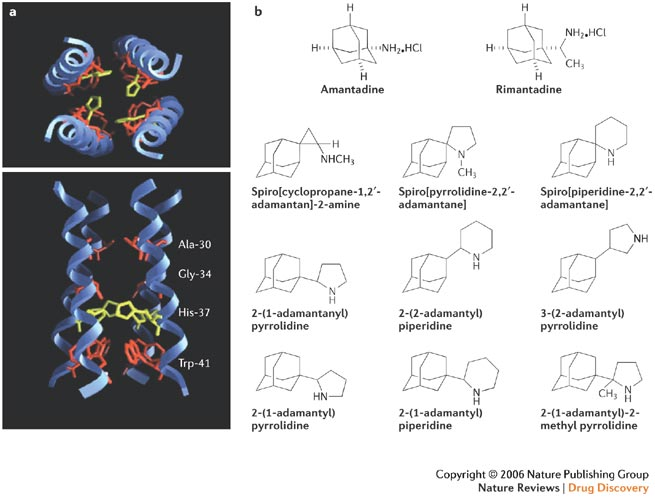 a
Ala-30
Gly-34
His-37
Trp-41
b
H
H
H
NH₂•HCl
Amantadine
H
H
H
NH₂•HCl
CH₃
Rimantadine
H
NHCH₃
Spiro[cyclopropane-1,2′-
adamantan]-2-amine
N
CH₃
Spiro[pyrrolidine-2,2′-
adamantane]
N
H
Spiro[piperidine-2,2′-
adamantane]
N
H
2-(1-adamantanyl)
pyrrolidine
N
H
2-(2-adamantyl)
piperidine
NH
3-(2-adamantyl)
pyrrolidine
HN
2-(1-adamantyl)
pyrrolidine
N
H
2-(1-adamantyl)
piperidine
CH₃
N
H
2-(1-adamantyl)-2-
methyl pyrrolidine
Copyright © 2006 Nature Publishing Group
Nature Reviews | Drug Discovery